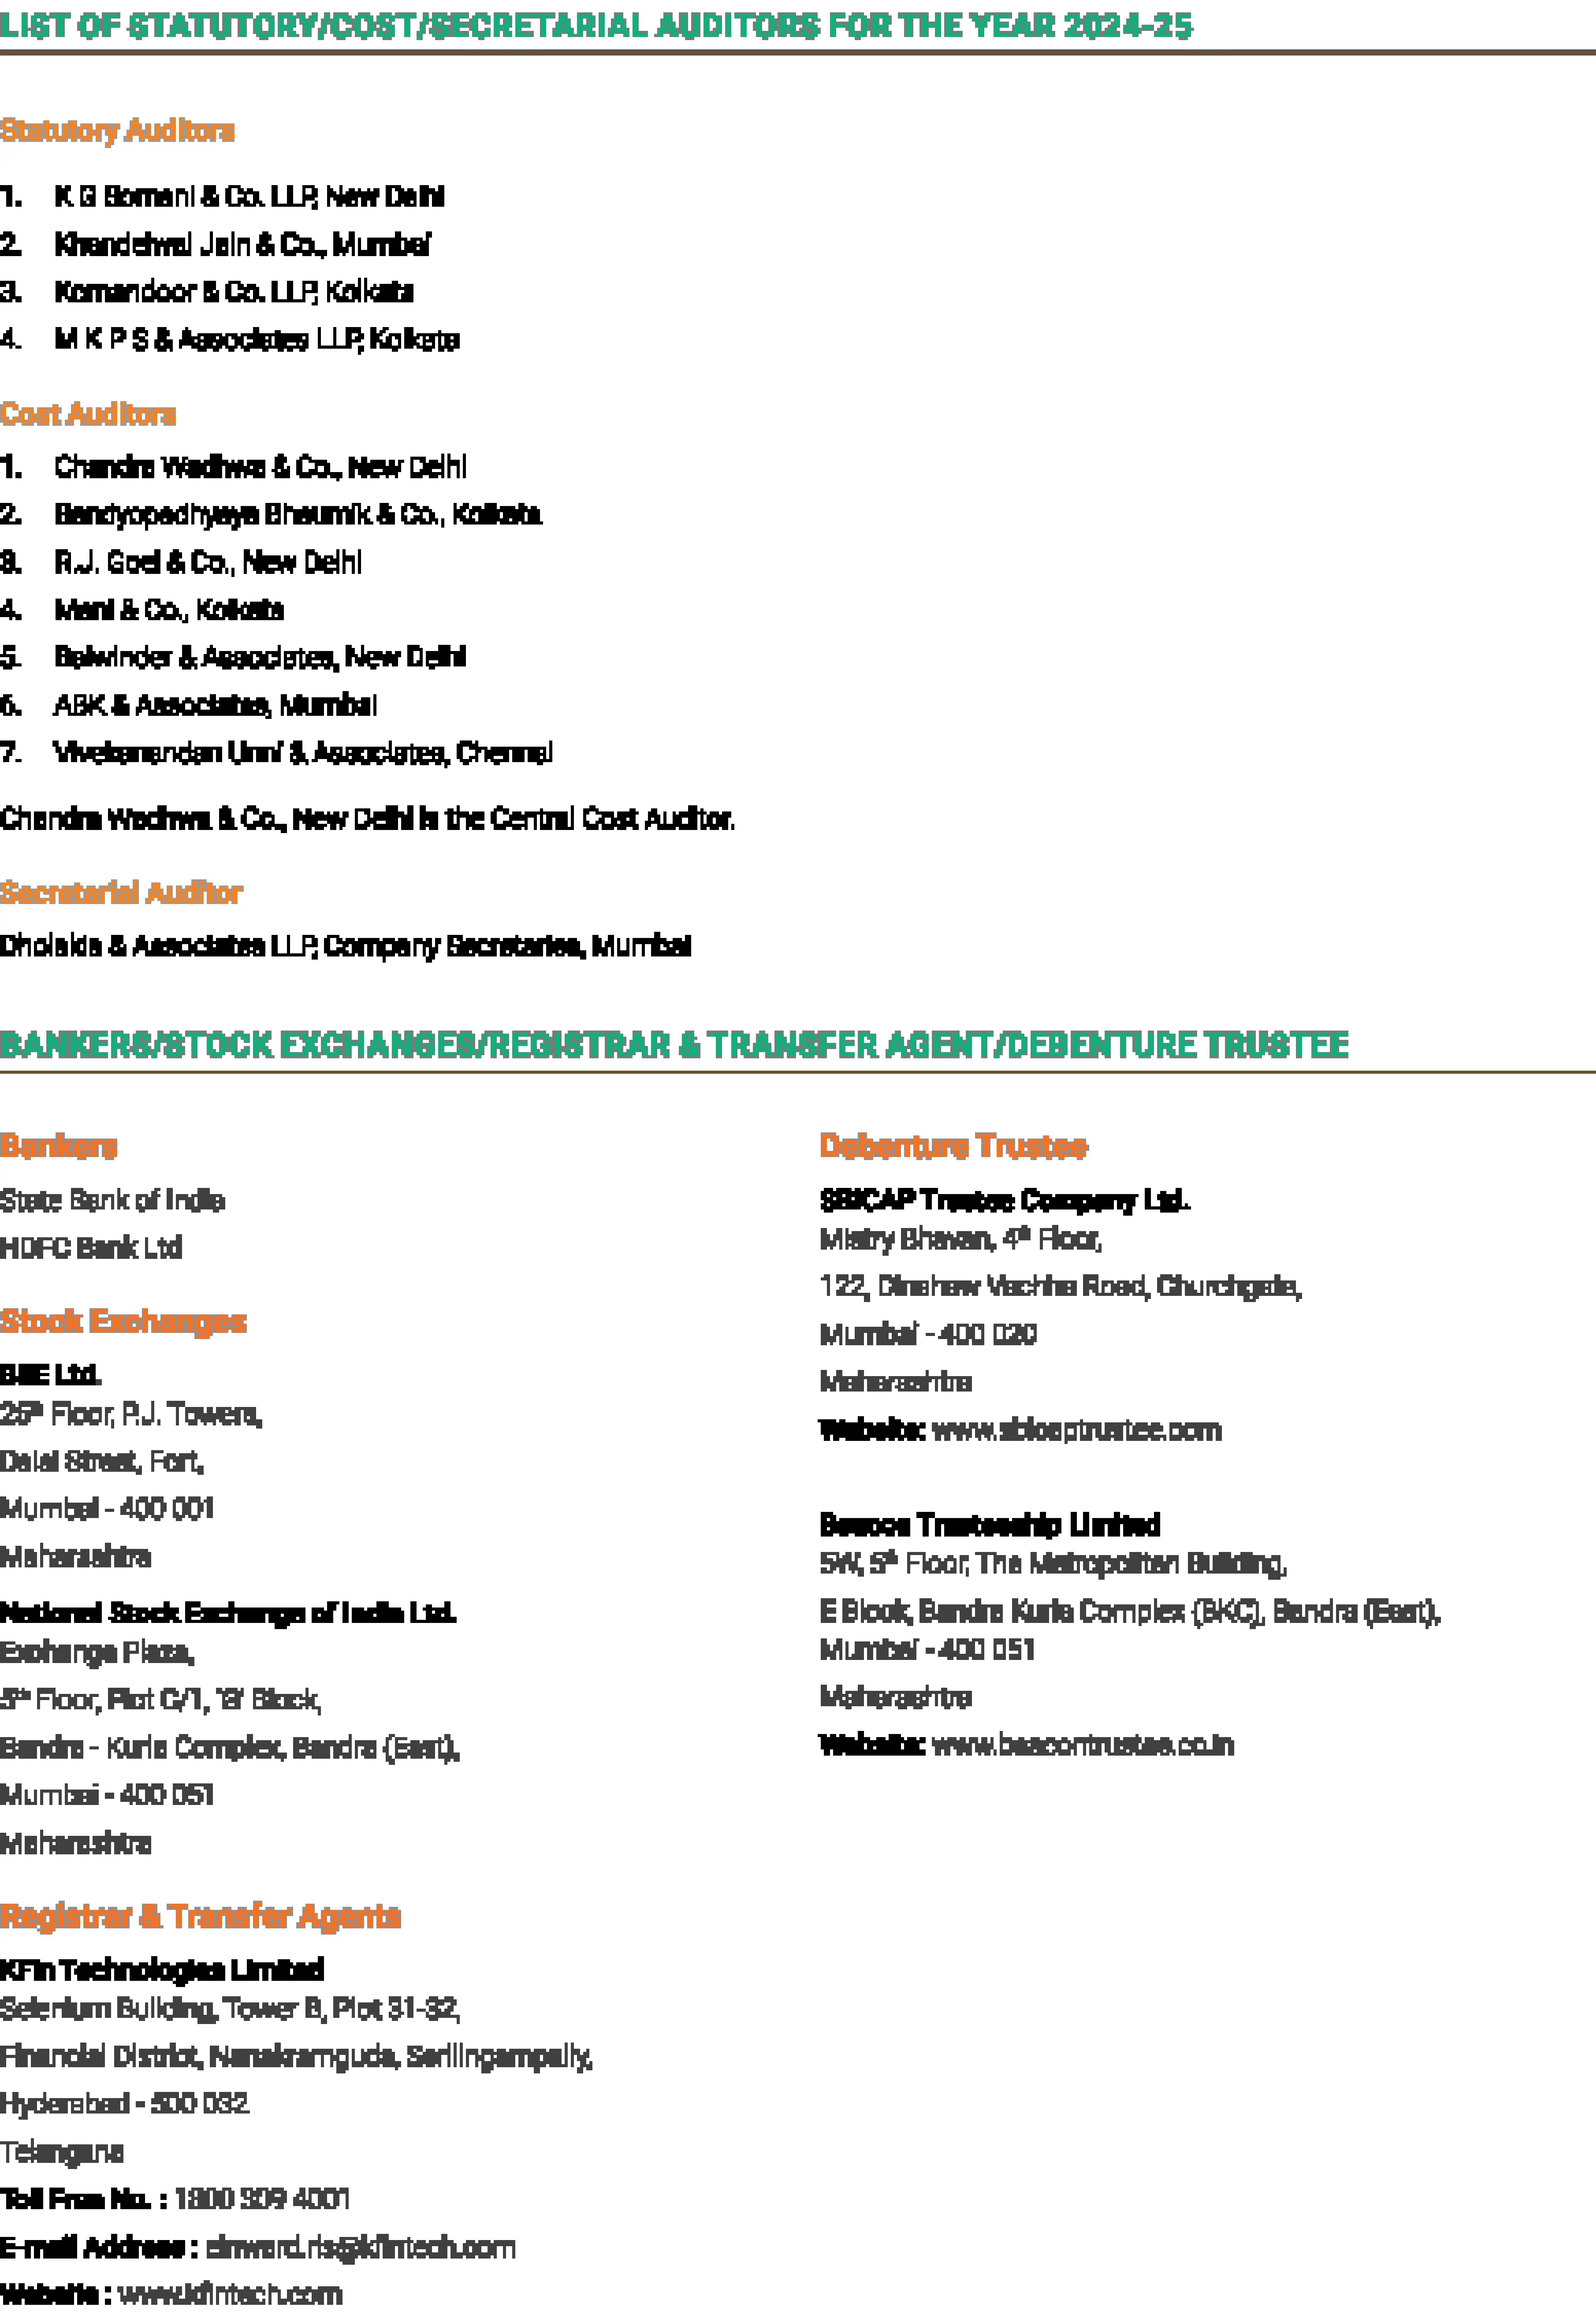 LIST OF STATUTORY/COST/SECRETARIAL AUDITORS FOR THE YEAR 2024-25
Statutory Auditors
1. K G Somani & Co. LLP, New Delhi
2. Khandelwal Jain & Co., Mumbai
3. Komandoor & Co. LLP, Kolkata
4. M K P S & Associates LLP, Kolkata
Cost Auditors
1. Chandra Wadhwa & Co., New Delhi
2. Bandyopadhyaya Bhaumik & Co., Kolkata
3. R.J. Goel & Co., New Delhi
4. Mani & Co., Kolkata
5. Balwinder & Associates, New Delhi
6. ABK & Associates, Mumbai
7. Vivekanandan Unni & Associates, Chennai
Chandra Wadhwa & Co., New Delhi is the Central Cost Auditor.
Secretarial Auditor
Dholakia & Associates LLP, Company Secretaries, Mumbai
BANKERS/STOCK EXCHANGES/REGISTRAR & TRANSFER AGENT/DEBENTURE TRUSTEE
Bankers
State Bank of India
HDFC Bank Ltd
Stock Exchanges
BSE Ltd.
25th Floor, P.J. Towers,
Dalal Street, Fort,
Mumbai - 400 001
Maharashtra
National Stock Exchange of India Ltd.
Exchange Plaza,
5th Floor, Plot C/1, 'G' Block,
Bandra - Kurla Complex, Bandra (East),
Mumbai - 400 051
Maharashtra
Registrar & Transfer Agents
KFin Technologies Limited
Selenium Building, Tower B, Plot 31-32,
Financial District, Nanakramguda, Serilingampally,
Hyderabad - 500 032
Telangana
Toll Free No. : 1800 309 4001
E-mail Address : einward.ris@kfintech.com
Website : www.kfintech.com
Debenture Trustee
SBICAP Trustee Company Ltd.
Mistry Bhavan, 4th Floor,
122, Dinshaw Vachha Road, Churchgate,
Mumbai - 400 020
Maharashtra
Website: www.sbicaptrustee.com
Beacon Trusteeship Limited
5W, 5th Floor, The Metropolitan Building,
E Block, Bandra Kurla Complex (BKC), Bandra (East),
Mumbai - 400 051
Maharashtra
Website: www.beacontrustee.co.in